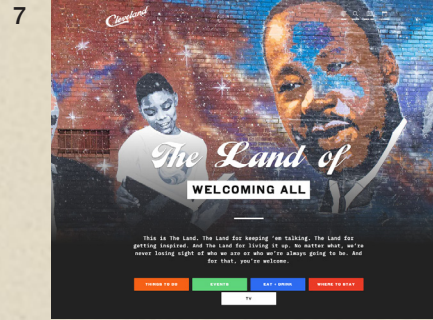 7
Cleveland
The Land of
WELCOMING ALL
This is The Land. The Land for keeping 'em talking. The Land for
getting inspired. And The Land for living it up. No matter what, we're
never losing sight of who we are or who we're always going to be. And
for that, you're welcome.
THINGS TO DO
EVENTS
EAT + DRINK
WHERE TO STAY
TV